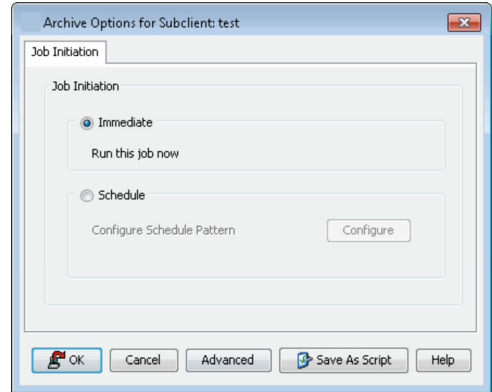 Archive Options for Subclient: test
Job Initiation
Job Initiation
Immediate
Run this job now
Schedule
Configure Schedule Pattern
Configure
OK
Cancel
Advanced
Save As Script
Help